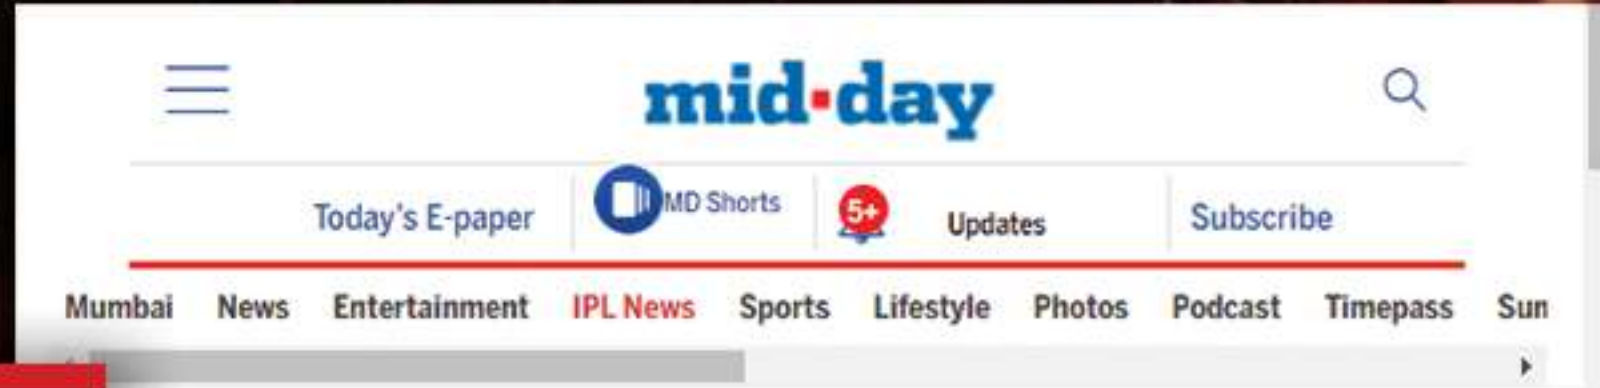 mid·day
Today's E-paper MD Shorts 5+ Updates Subscribe
Mumbai News Entertainment IPL News Sports Lifestyle Photos Podcast Timepass Sun